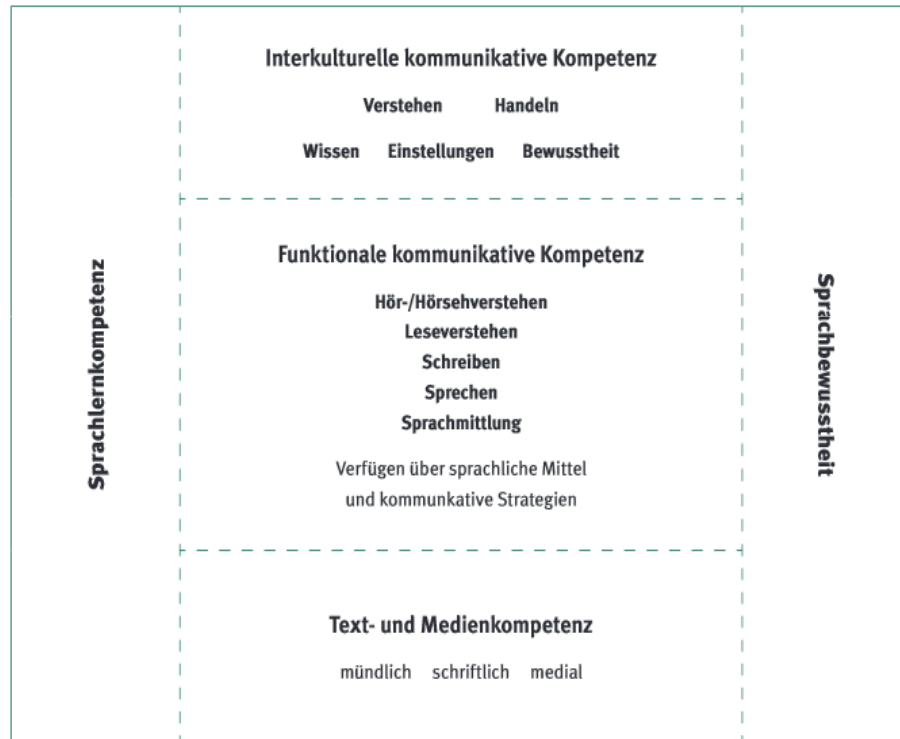 Interkulturelle kommunikative Kompetenz
Verstehen Handeln
Wissen Einstellungen Bewusstheit
Sprachlernkompetenz
Funktionale kommunikative Kompetenz
Hör-/Hörsehverstehen
Leseverstehen
Schreiben
Sprechen
Sprachmittlung
Verfügen über sprachliche Mittel
und kommunkative Strategien
Sprachbewusstheit
Text- und Medienkompetenz
mündlich schriftlich medial